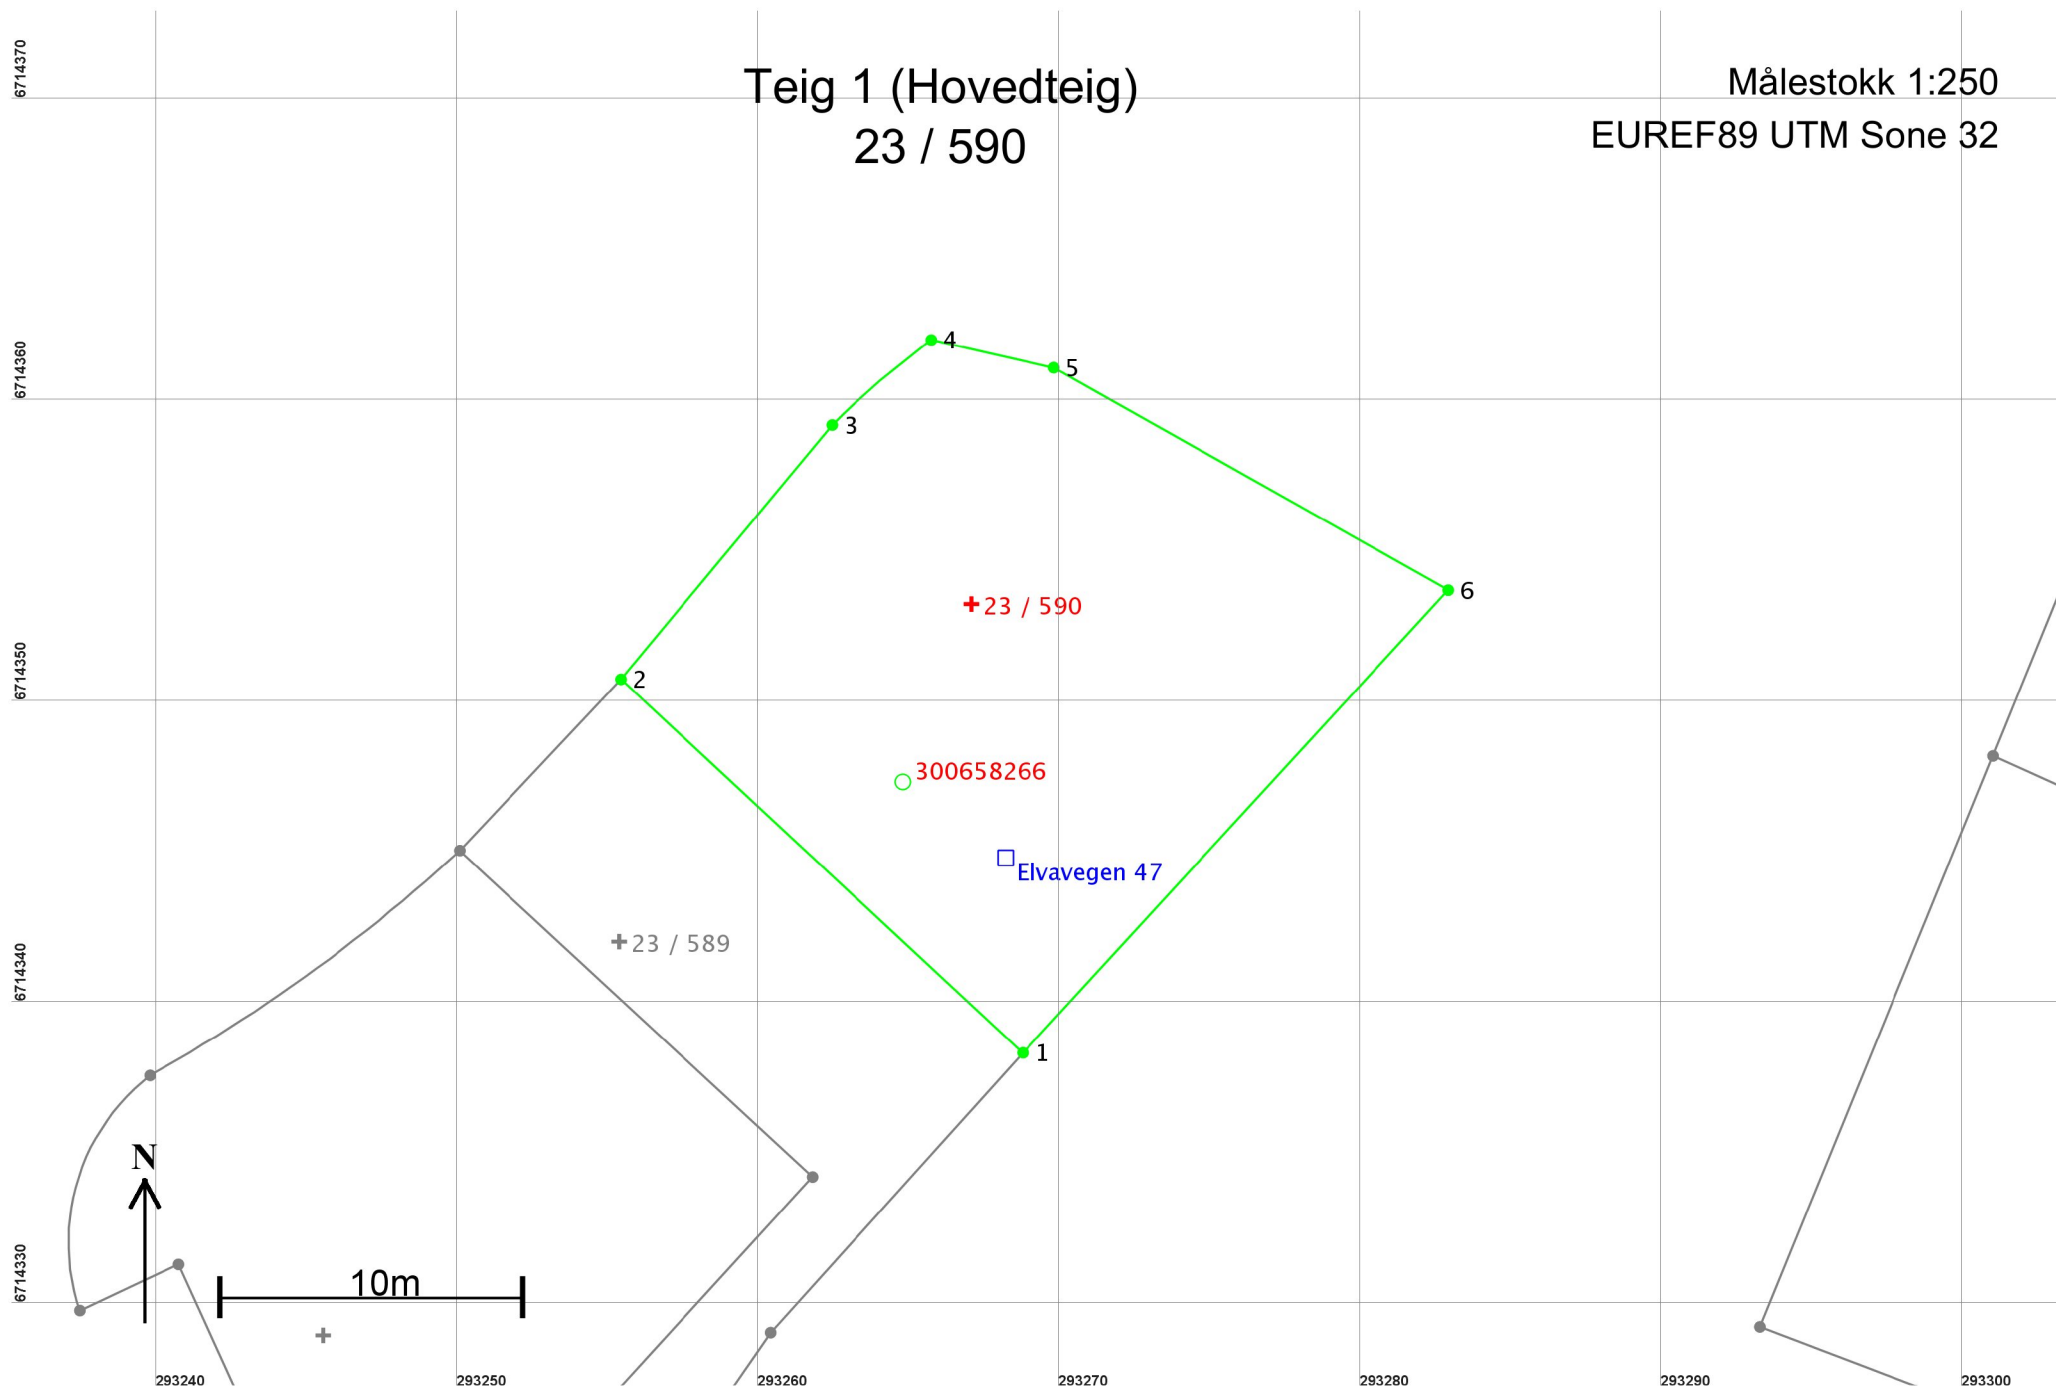 6714370
Teig 1 (Hovedteig)
23 / 590
Målestokk 1:250
EUREF89 UTM Sone 32
6714360
4
5
3
6
23 / 590
6714350
2
300658266
Elvavegen 47
23 / 589
6714340
1
N
6714330
10m
293240
293250
293260
293270
293280
293290
293300